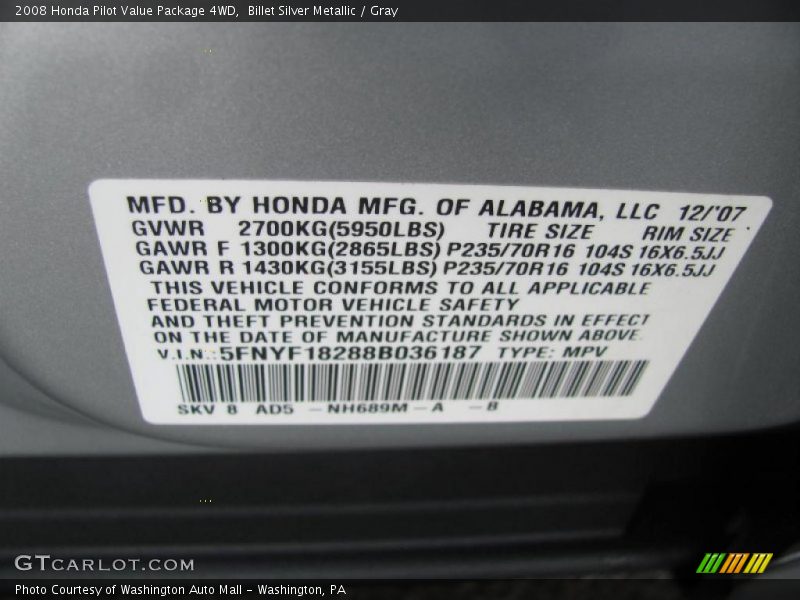 2008 Honda Pilot Value Package 4WD,  Billet Silver Metallic / Gray
MFD. BY HONDA MFG. OF ALABAMA, LLC 12/'07
GVWR 2700KG(5950LBS) TIRE SIZE RIM SIZE
GAWR F 1300KG(2865LBS) P235/70R16 104S 16X6.5JJ
GAWR R 1430KG(3155LBS) P235/70R16 104S 16X6.5JJ
THIS VEHICLE CONFORMS TO ALL APPLICABLE
FEDERAL MOTOR VEHICLE SAFETY
AND THEFT PREVENTION STANDARDS IN EFFECT
ON THE DATE OF MANUFACTURE SHOWN ABOVE.
V.I.N.: 5FNYF18288B036187 TYPE: MPV
SKV 8 AD5 - NH689M - A - B
GTCARLOT.COM
Photo Courtesy of Washington Auto Mall - Washington, PA